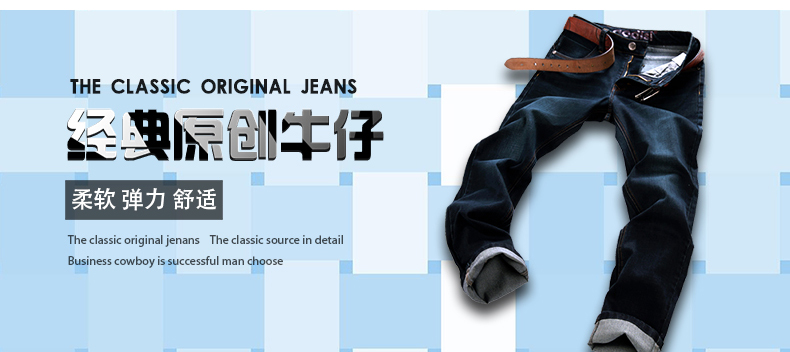 THE CLASSIC ORIGINAL JEANS
经典原创牛仔
柔软 弹力 舒适
The classic original jenans The classic source in detail
Business cowboy is successful man choose